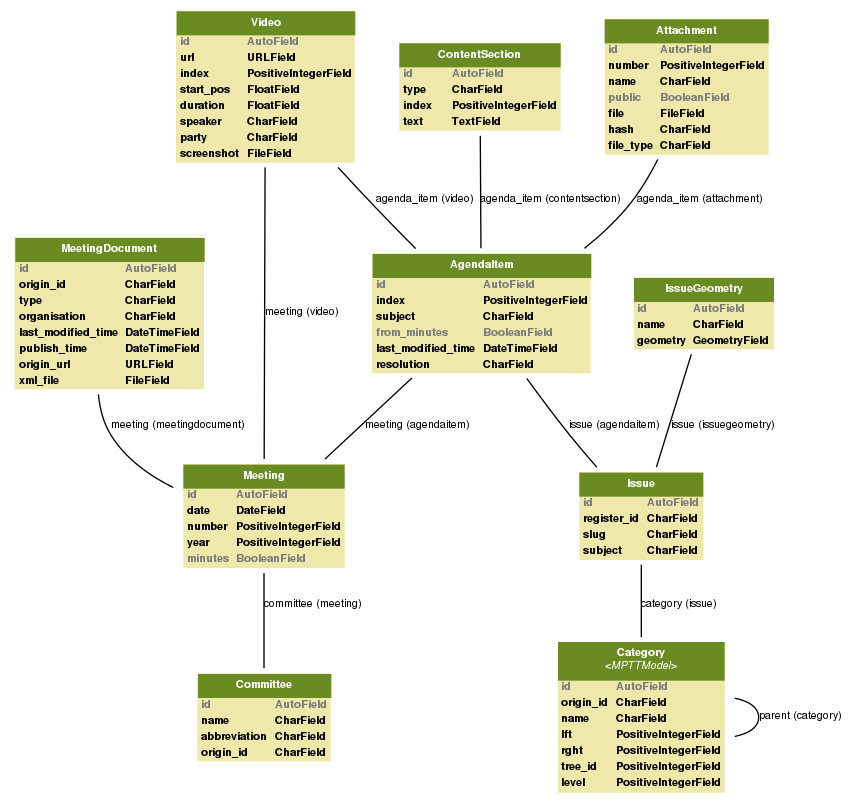 Video
id AutoField
url URLField
index PositiveIntegerField
start_pos FloatField
duration FloatField
speaker CharField
party CharField
screenshot FileField
ContentSection
id AutoField
type CharField
index PositiveIntegerField
text TextField
Attachment
id AutoField
number PositiveIntegerField
name CharField
public BooleanField
file FileField
hash CharField
file_type CharField
agenda_item (video)
agenda_item (contentsection)
agenda_item (attachment)
MeetingDocument
id AutoField
origin_id CharField
type CharField
organisation CharField
last_modified_time DateTimeField
publish_time DateTimeField
origin_url URLField
xml_file FileField
meeting (video)
AgendaItem
id AutoField
index PositiveIntegerField
subject CharField
from_minutes BooleanField
last_modified_time DateTimeField
resolution CharField
IssueGeometry
id AutoField
name CharField
geometry GeometryField
meeting (meetingdocument)
meeting (agendaitem)
issue (agendaitem)
issue (issuegeometry)
Meeting
id AutoField
date DateField
number PositiveIntegerField
year PositiveIntegerField
minutes BooleanField
Issue
id AutoField
register_id CharField
slug CharField
subject CharField
committee (meeting)
category (issue)
Committee
id AutoField
name CharField
abbreviation CharField
origin_id CharField
Category
<MPTTModel>
id AutoField
origin_id CharField
name CharField
lft PositiveIntegerField
rght PositiveIntegerField
tree_id PositiveIntegerField
level PositiveIntegerField
parent (category)